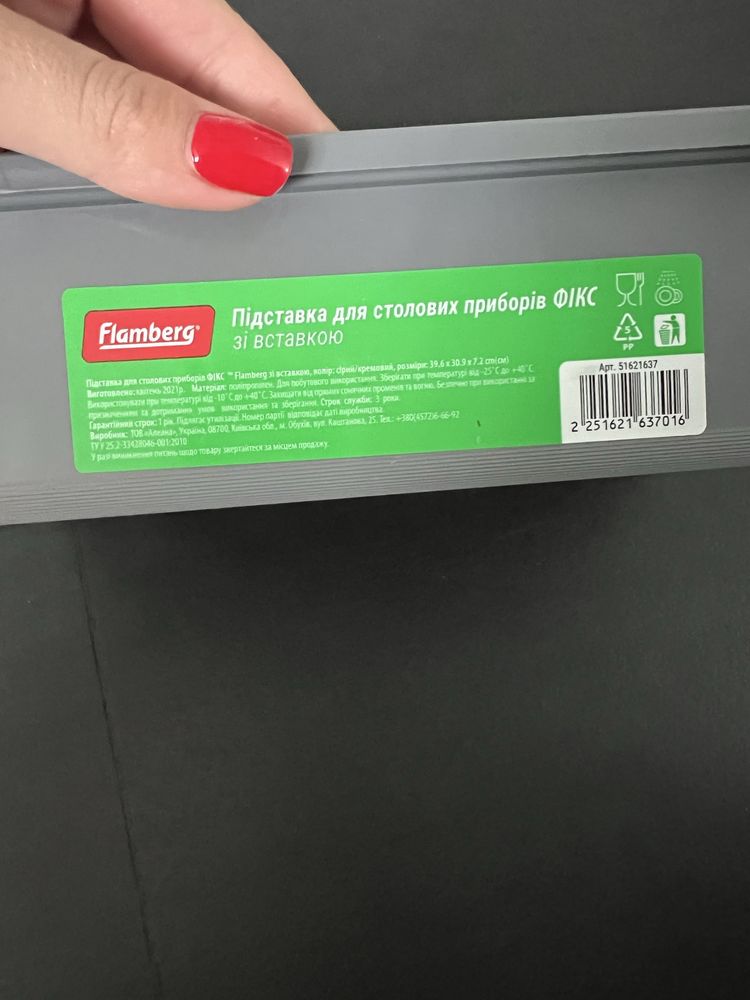 Flamberg®
Підставка для столових приборів ФІКС
зі вставкою
Підставка для столових приборів ФІКС ™ Flamberg зі вставкою, колір: сірий/кремовий, розміри: 39.6 x 30.9 x 7.2 cm(см)
Виготовлено: квітень 2021р. Матеріал: поліпропілен. Для побутового використання. Зберігати при температурі від -25˚С до +40˚С.
Використовувати при температурі від -10˚С до +40˚С. Захищати від прямих сонячних променів та вогню. Безпечно при використанні за
призначенням та дотриманні умов використання та зберігання. Строк служби: 3 роки.
Гарантійний строк: 1 рік. Підлягає утилізації. Номер партії відповідає даті виробництва.
Виробник: ТОВ «Алеана», Україна, 08700, Київська обл., м. Обухів, вул. Каштанова, 25. Тел.: +380(4572)6-66-92
ТУ У 25.2-33428046-001:2010
У разі виникнення питань щодо товару звертайтеся за місцем продажу.
5
PP
Арт. 51621637
2 251621 637016